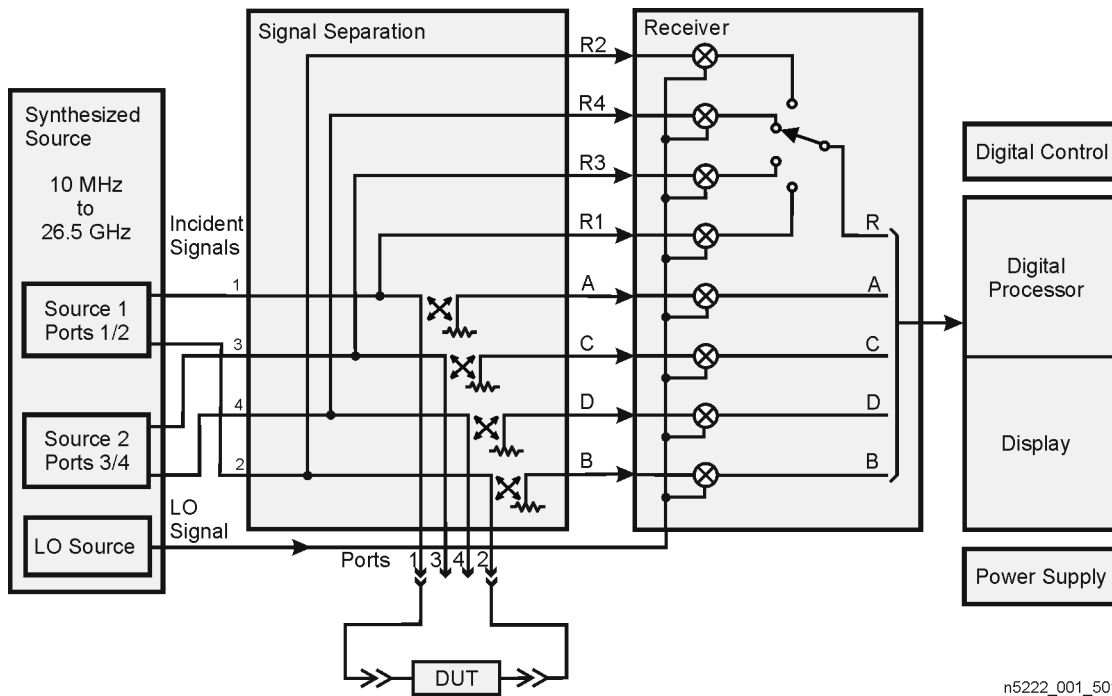 Signal Separation
Receiver
Synthesized
Source
10 MHz
to
26.5 GHz
Source 1
Ports 1/2
Source 2
Ports 3/4
LO Source
Incident
Signals
1
3
4
2
LO
Signal
R2
R4
R3
R1
A
C
D
B
R
A
C
D
B
Digital Control
Digital
Processor
Display
Power Supply
Ports 1 3 4 2
DUT
n5222_001_501